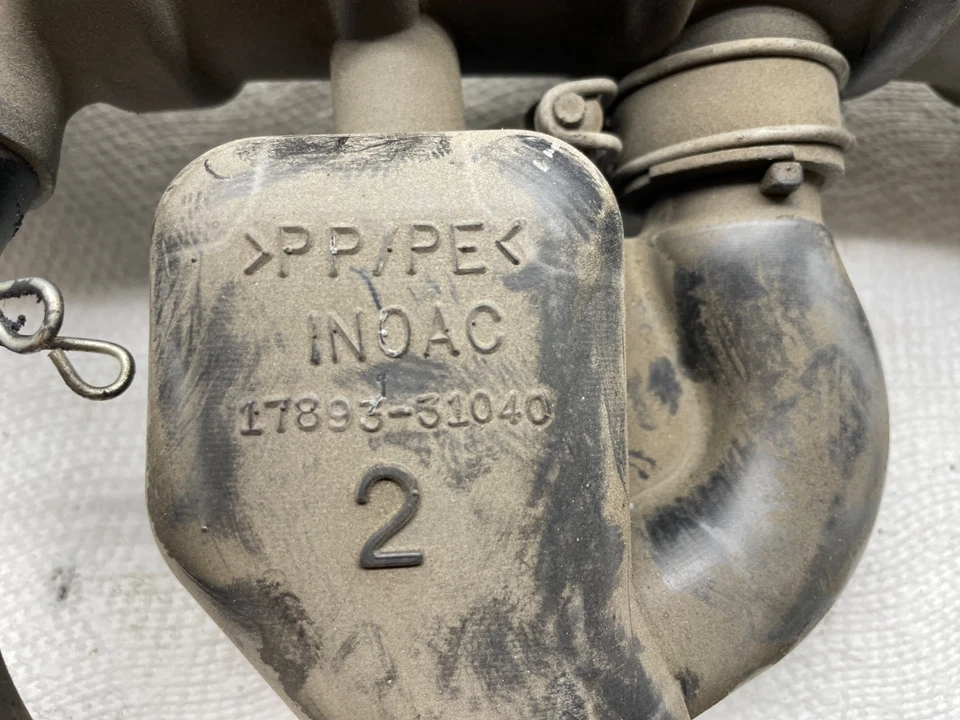 >PP/PE<
INOAC
17893-31040
2